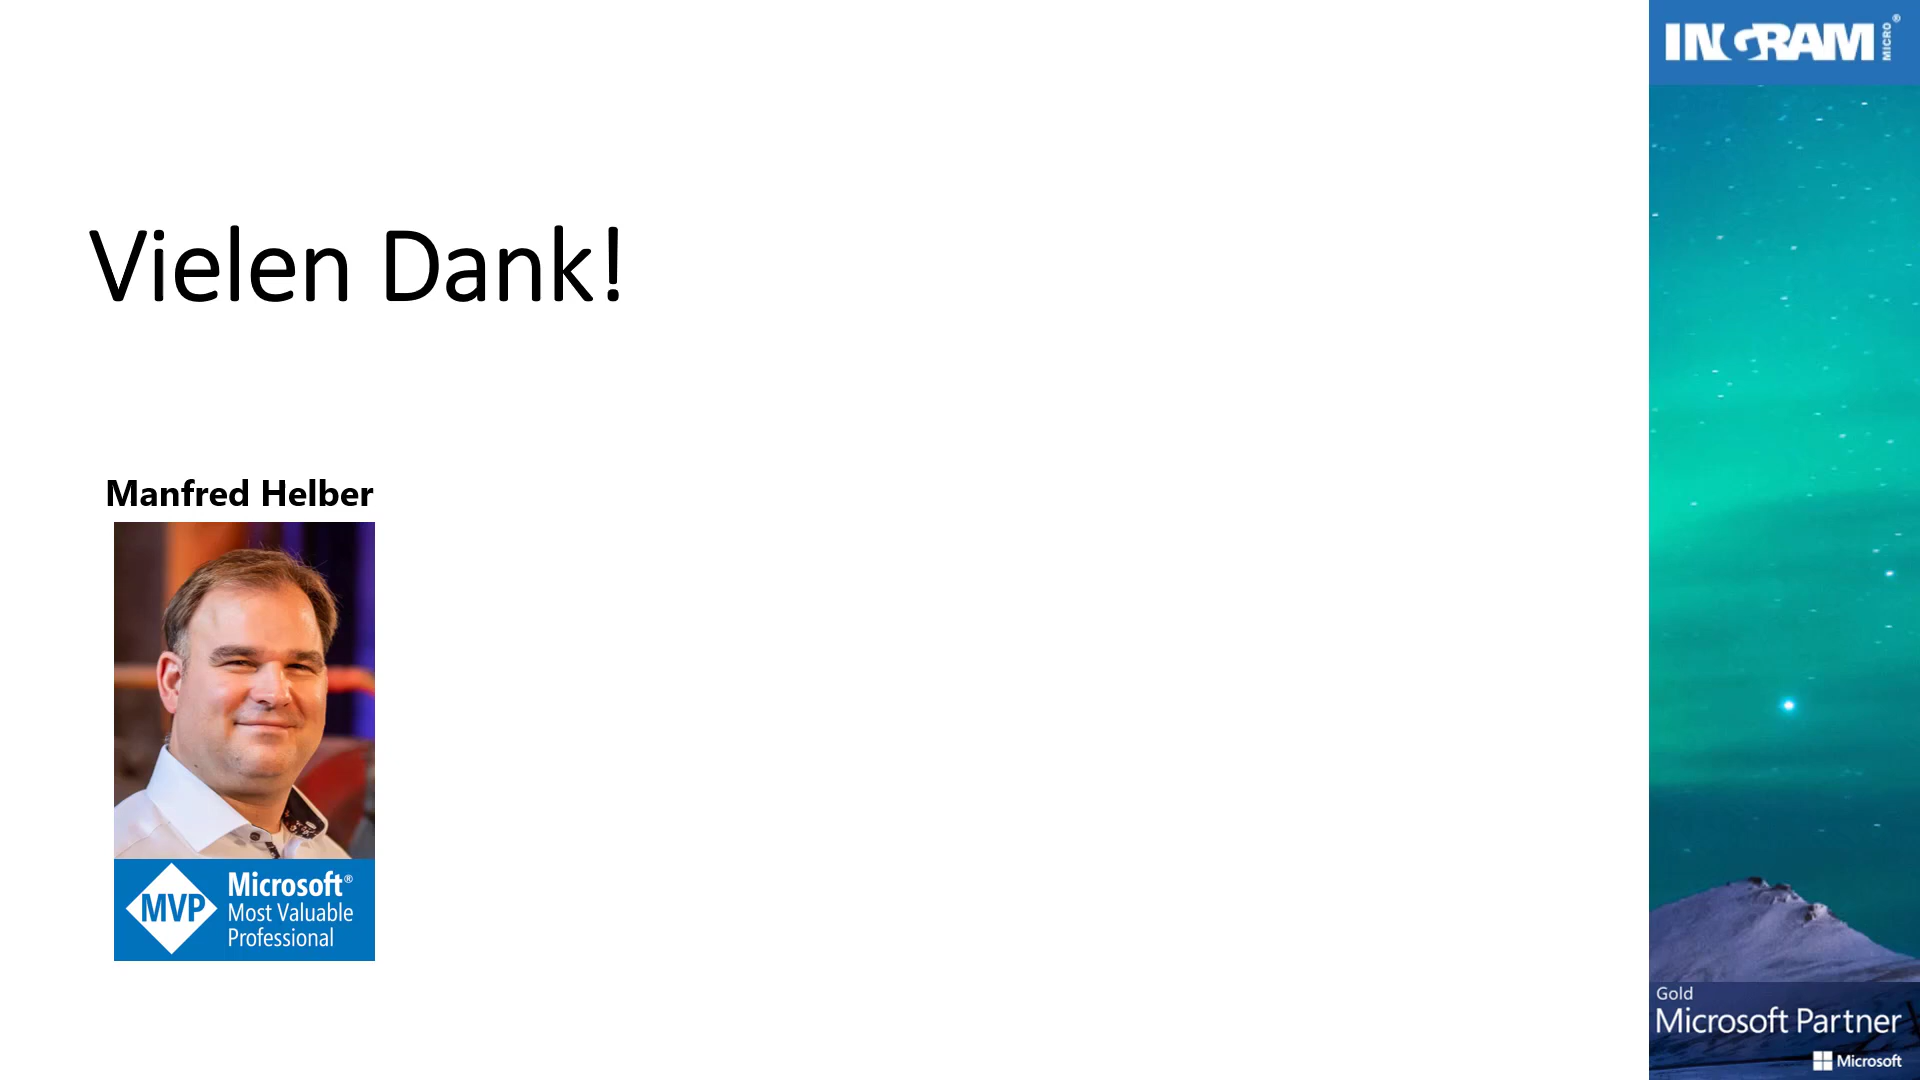 INGRAM MICRO®
Vielen Dank!
Manfred Helber
MVP
Microsoft®
Most Valuable
Professional
Gold
Microsoft Partner
Microsoft